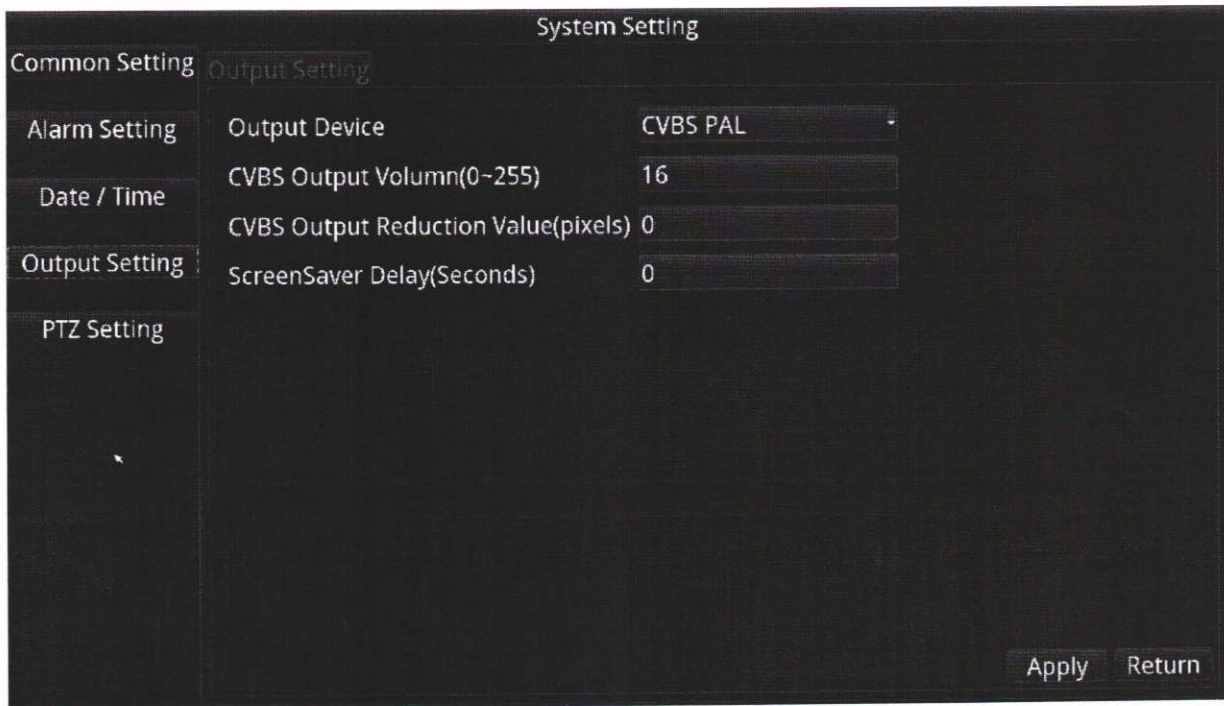 System Setting
Common Setting
Output Setting
Alarm Setting
Output Device CVBS PAL
CVBS Output Volumn(0~255) 16
Date / Time
CVBS Output Reduction Value(pixels) 0
Output Setting
ScreenSaver Delay(Seconds) 0
PTZ Setting
Apply Return